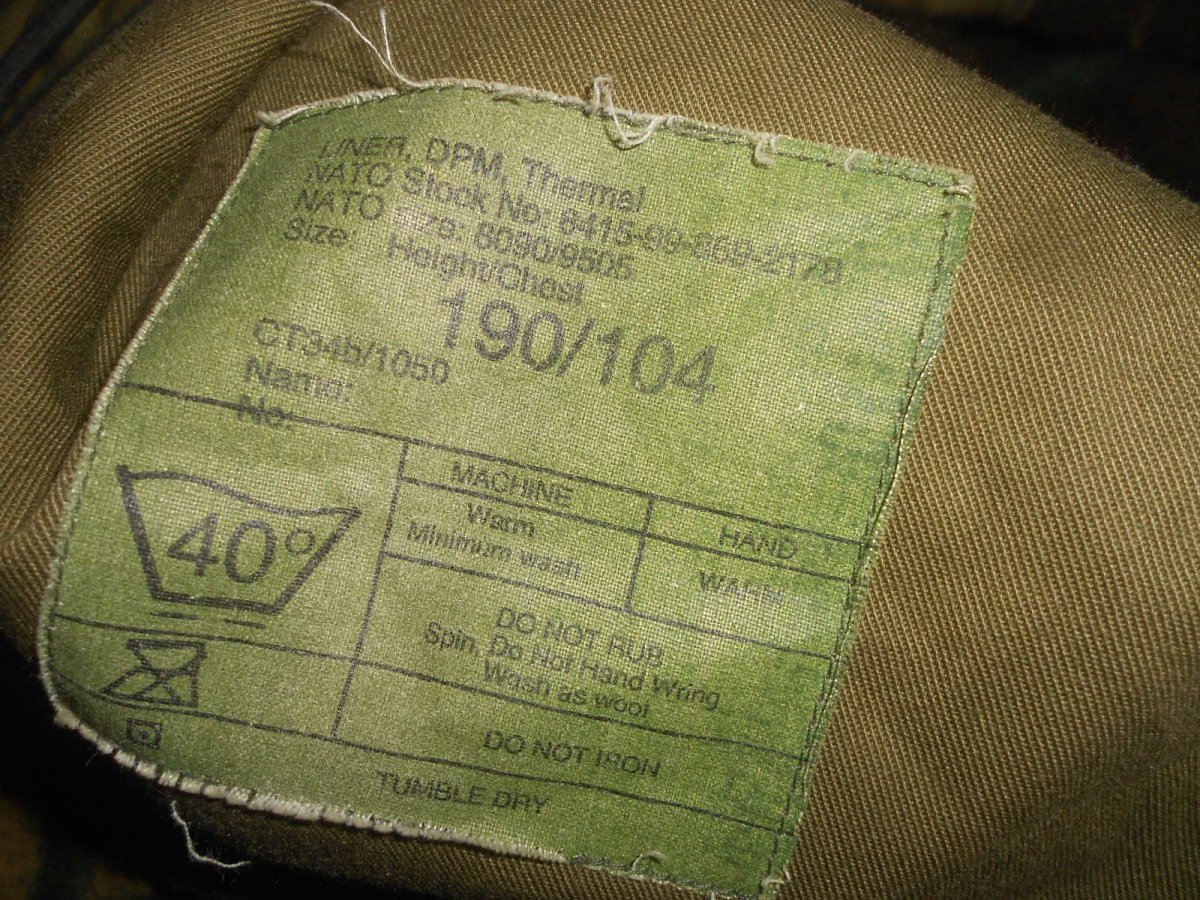 LINER, DPM, Thermal
NATO Stock No: 8415-99-869-2178
NATO Size: 8090/9505
Size: Height/Chest
190/104
CT34b/1050
Name:
No.
40°
MACHINE HAND
Warm WARM
Minimum wash
DO NOT RUB
Spin, Do Not Hand Wring
Wash as wool
DO NOT IRON
TUMBLE DRY